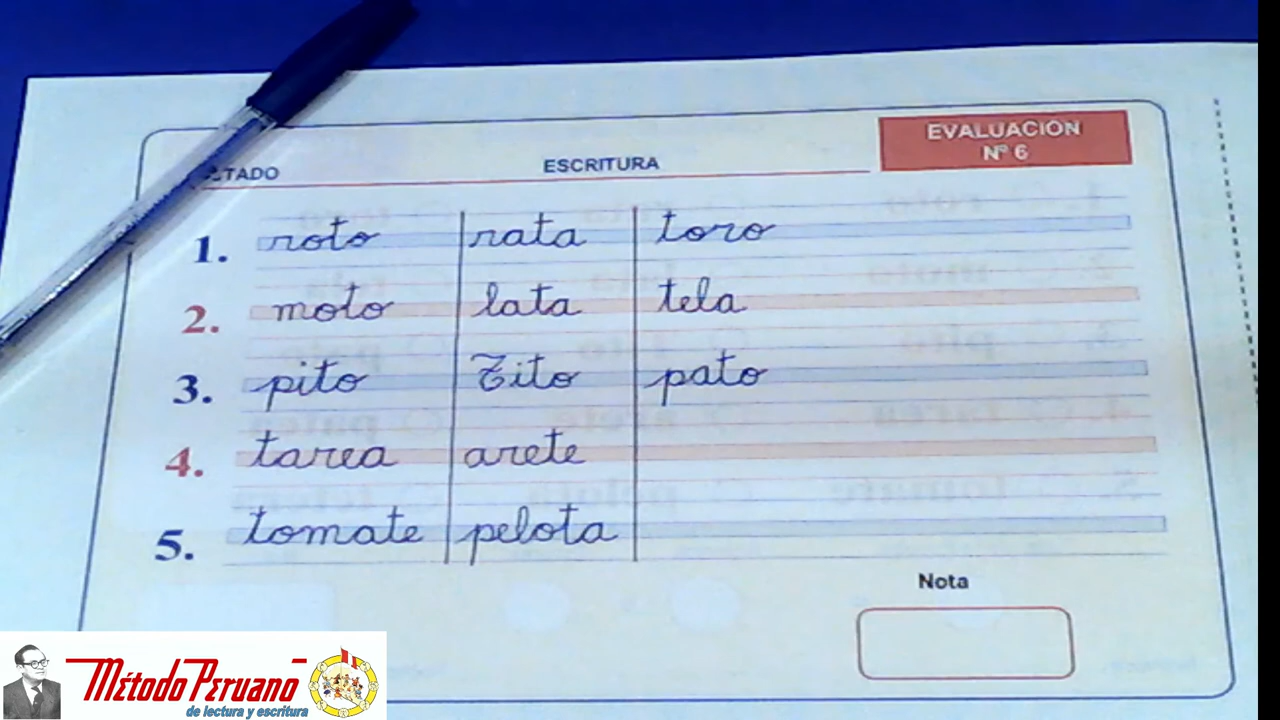 EVALUACIÓN
Nº 6
TADO ESCRITURA
1. roto rata toro
2. moto lata tela
3. pito Tito pato
4. tarea arete
5. tomate pelota
Nota
Método Peruano
de lectura y escritura